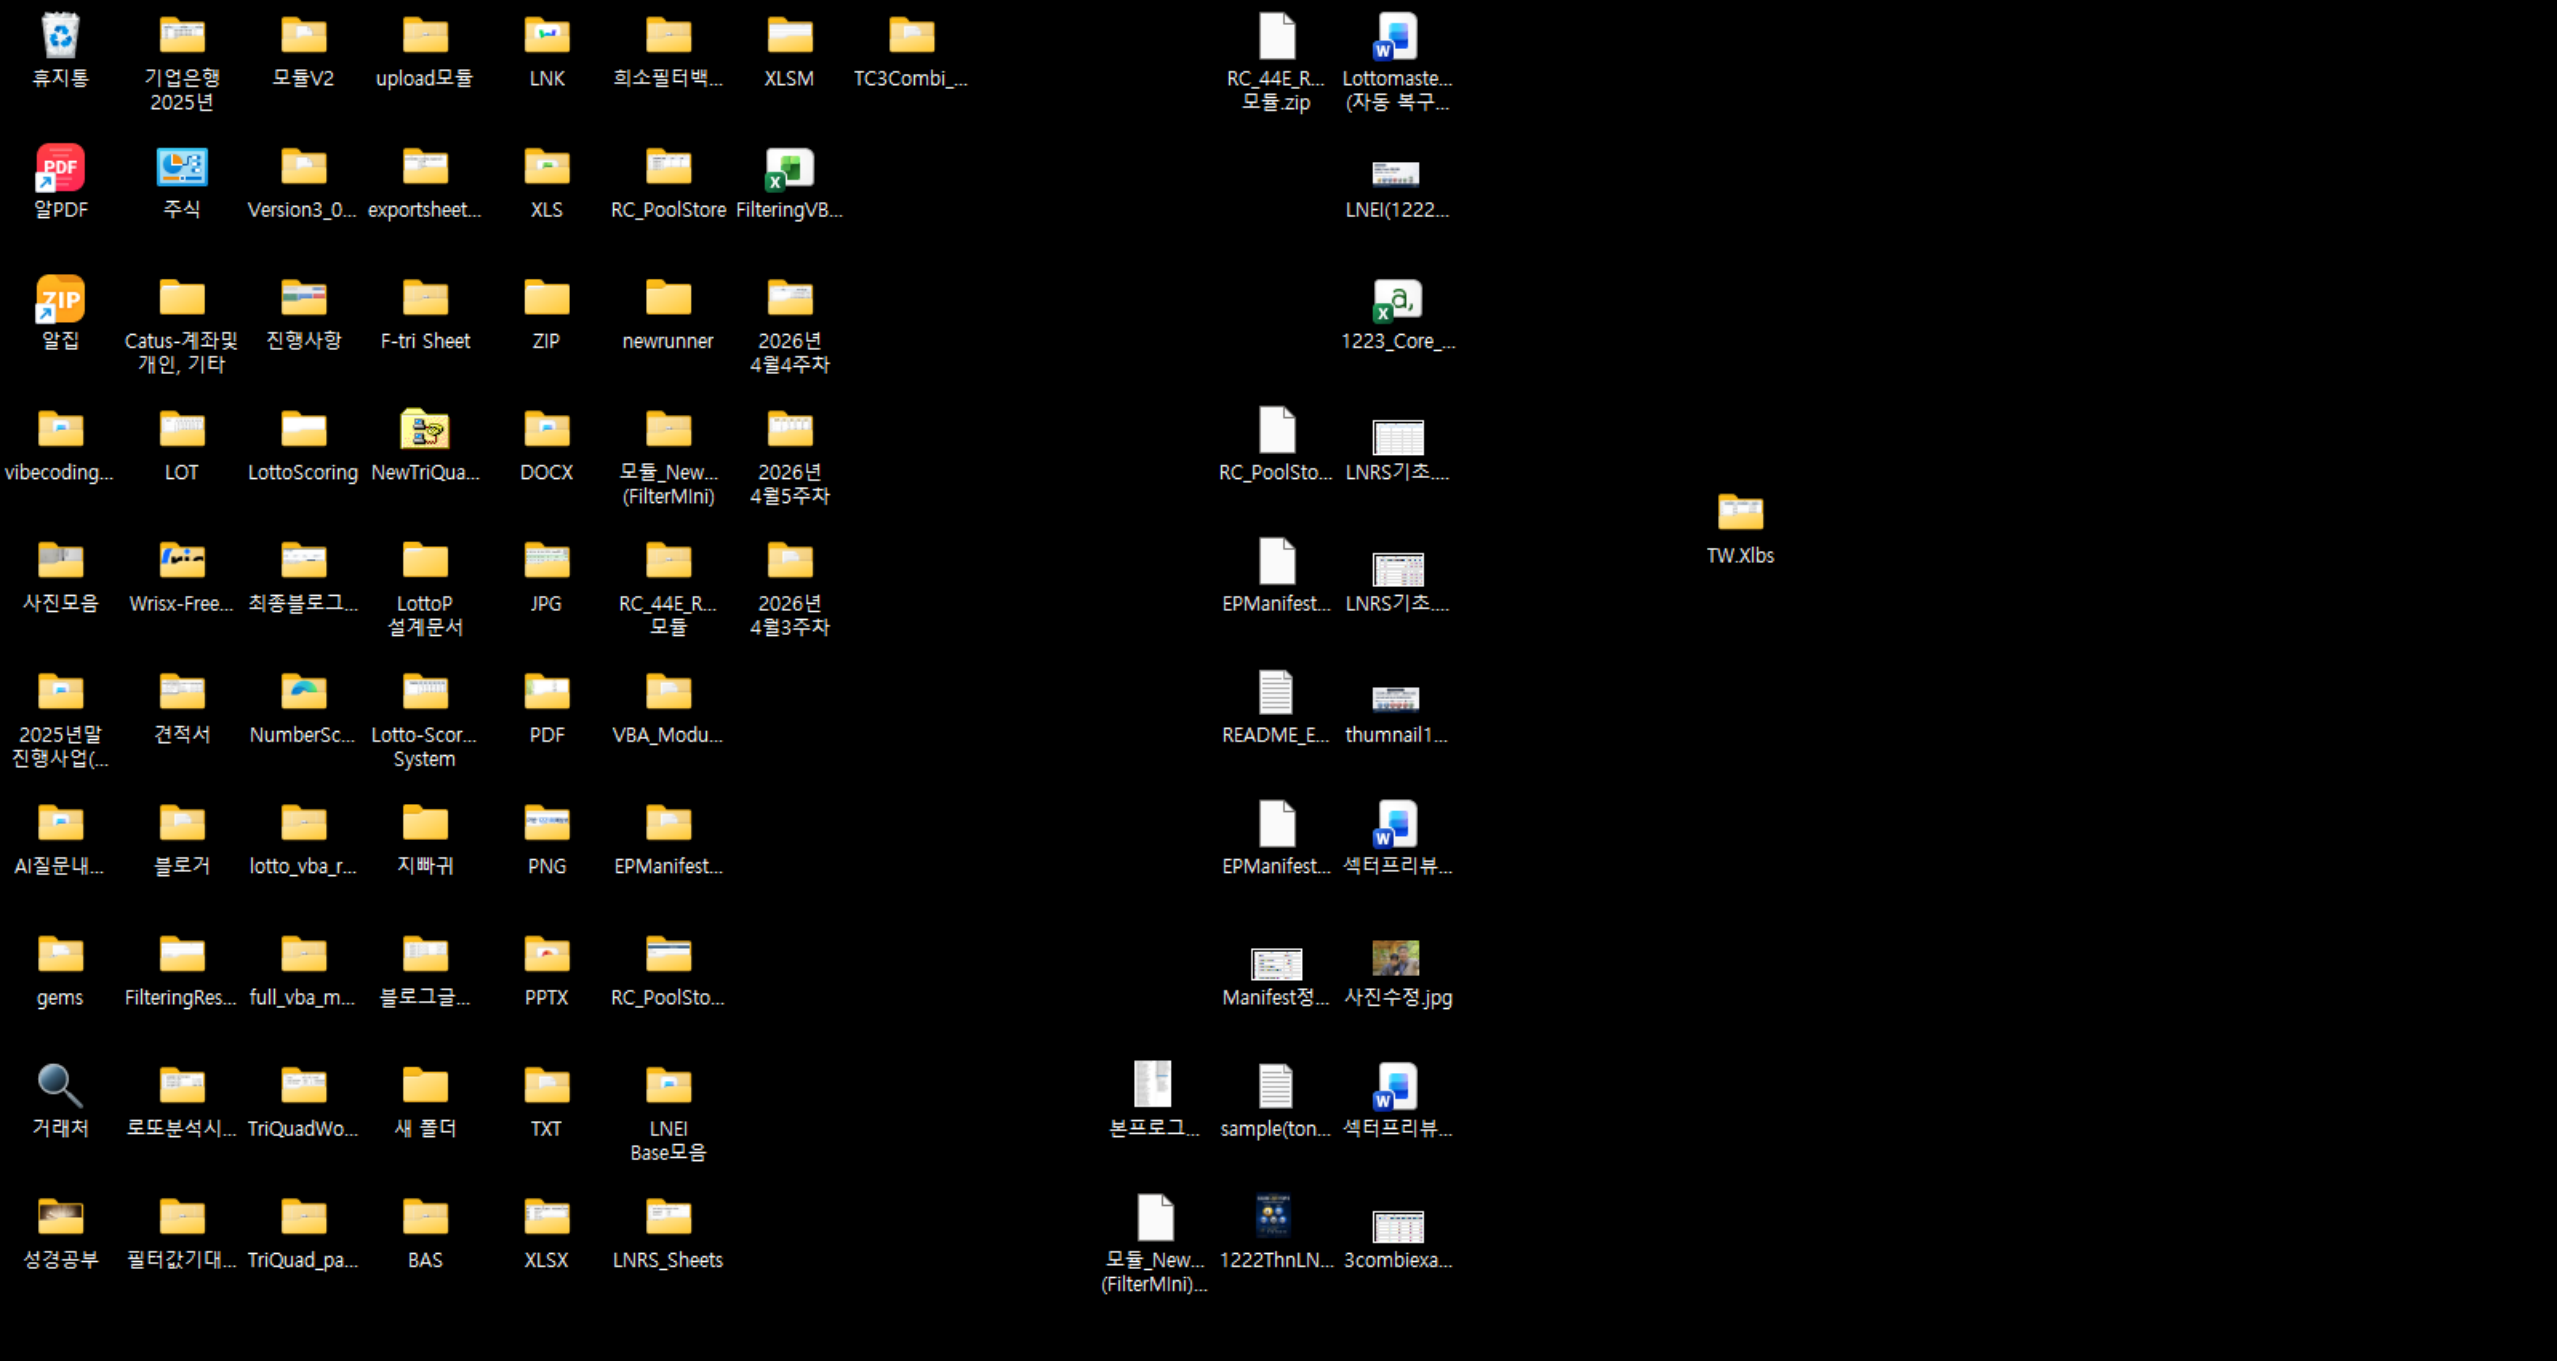 휴지통
기업은행
2025년
모듈V2
upload모듈
LNK
희소필터백...
XLSM
TC3Combi_...
RC_44E_R...
모듈.zip
Lottomaste...
(자동 복구...
PDF
알PDF
주식
Version3_0...
exportsheet...
XLS
RC_PoolStore
FilteringVB...
LNEI(1222...
ZIP
알집
Catus-계좌및
개인, 기타
진행사항
F-tri Sheet
ZIP
newrunner
2026년
4월4주차
1223_Core_...
vibecoding...
LOT
LottoScoring
NewTriQua...
DOCX
모듈_New...
(FilterMIni)
2026년
4월5주차
RC_PoolSto...
LNRS기초....
TW.Xlbs
사진모음
Wrisx-Free...
최종블로그...
LottoP
설계문서
JPG
RC_44E_R...
모듈
2026년
4월3주차
EPManifest...
LNRS기초....
2025년말
진행사업(...
견적서
NumberSc...
Lotto-Scor...
System
PDF
VBA_Modu...
README_E...
thumnail1...
AI질문내...
블로거
lotto_vba_r...
지빠귀
PNG
EPManifest...
EPManifest...
섹터프리뷰...
gems
FilteringRes...
full_vba_m...
블로그글...
PPTX
RC_PoolSto...
Manifest정...
사진수정.jpg
거래처
로또분석시...
TriQuadWo...
새 폴더
TXT
LNEI
Base모음
본프로그...
sample(ton...
섹터프리뷰...
성경공부
필터값기대...
TriQuad_pa...
BAS
XLSX
LNRS_Sheets
모듈_New...
(FilterMIni)...
1222ThnLN...
3combiexa...